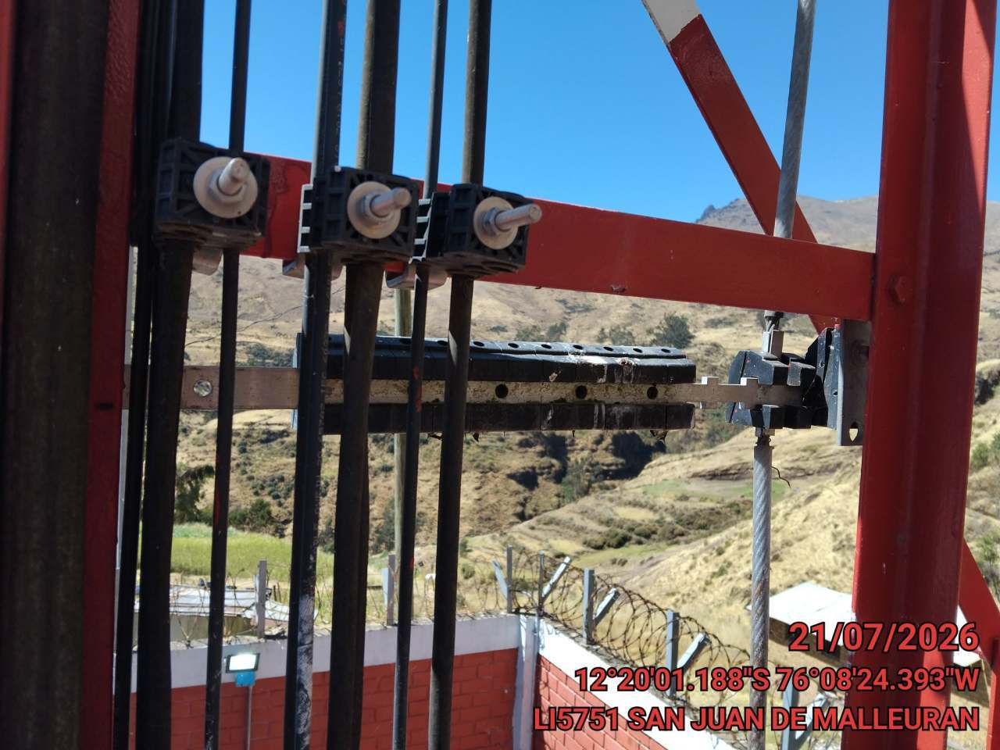 21/07/2026
12°20'01.188"S 76°08'24.393"W
LI5751 SAN JUAN DE MALLEURAN